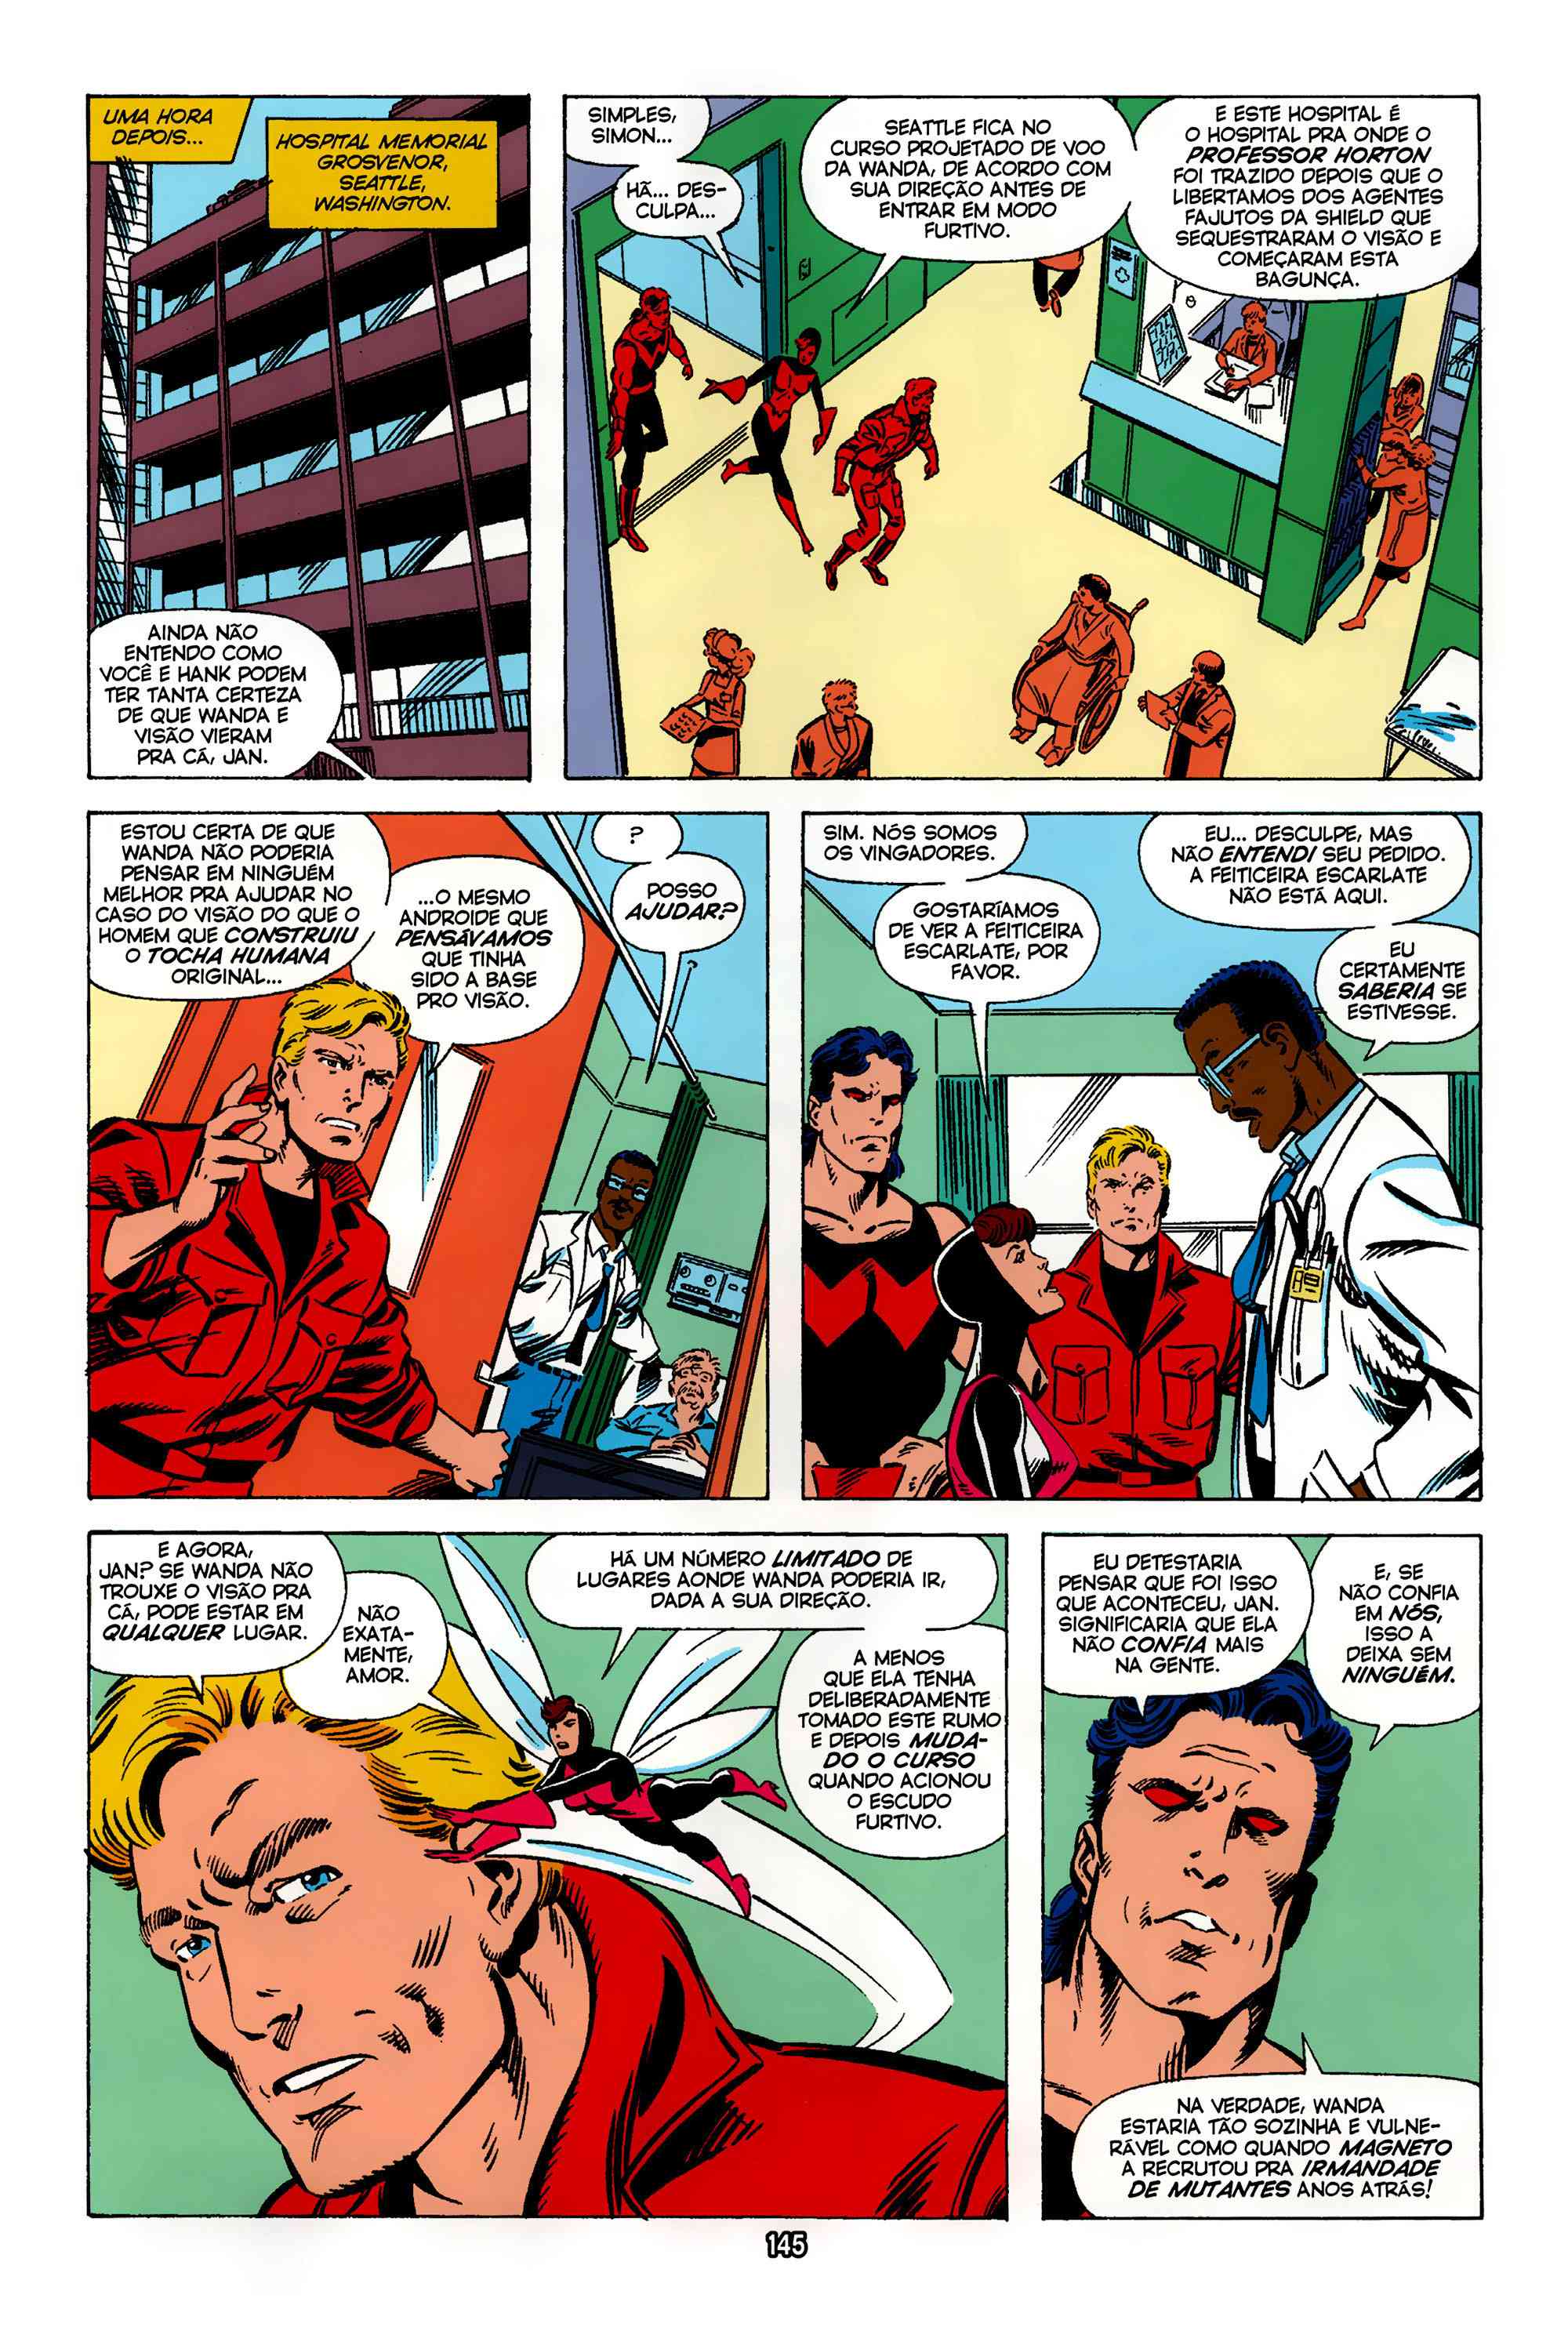 UMA HORA
DEPOIS...
HOSPITAL MEMORIAL
GROSVENOR,
SEATTLE,
WASHINGTON.
AINDA NÃO
ENTENDO COMO
VOCÊ E HANK PODEM
TER TANTA CERTEZA
DE QUE WANDA E
VISÃO VIERAM
PRA CÁ, JAN.
SIMPLES,
SIMON...
HÃ... DES-
CULPA...
SEATTLE FICA NO
CURSO PROJETADO DE VOO
DA WANDA, DE ACORDO COM
SUA DIREÇÃO ANTES DE
ENTRAR EM MODO
FURTIVO.
E ESTE HOSPITAL É
O HOSPITAL PRA ONDE O
PROFESSOR HORTON
FOI TRAZIDO DEPOIS QUE O
LIBERTAMOS DOS AGENTES
FAJUTOS DA SHIELD QUE
SEQUESTRARAM O VISÃO E
COMEÇARAM ESTA
BAGUNÇA.
ESTOU CERTA DE QUE
WANDA NÃO PODERIA
PENSAR EM NINGUÉM
MELHOR PRA AJUDAR NO
CASO DO VISÃO DO QUE O
HOMEM QUE CONSTRUIU
O TOCHA HUMANA
ORIGINAL...
...O MESMO
ANDROIDE QUE
PENSÁVAMOS
QUE TINHA
SIDO A BASE
PRO VISÃO.
?
POSSO
AJUDAR?
SIM. NÓS SOMOS
OS VINGADORES.
GOSTARÍAMOS
DE VER A FEITICEIRA
ESCARLATE, POR
FAVOR.
EU... DESCULPE, MAS
NÃO ENTENDI SEU PEDIDO.
A FEITICEIRA ESCARLATE
NÃO ESTÁ AQUI.
EU
CERTAMENTE
SABERIA SE
ESTIVESSE.
E AGORA,
JAN? SE WANDA NÃO
TROUXE O VISÃO PRA
CÁ, PODE ESTAR EM
QUALQUER LUGAR.
NÃO
EXATA-
MENTE,
AMOR.
HÁ UM NÚMERO LIMITADO DE
LUGARES AONDE WANDA PODERIA IR,
DADA A SUA DIREÇÃO.
A MENOS
QUE ELA TENHA
DELIBERADAMENTE
TOMADO ESTE RUMO
E DEPOIS MUDA-
DO O CURSO
QUANDO ACIONOU
O ESCUDO
FURTIVO.
EU DETESTARIA
PENSAR QUE FOI ISSO
QUE ACONTECEU, JAN.
SIGNIFICARIA QUE ELA
NÃO CONFIA MAIS
NA GENTE.
E, SE
NÃO CONFIA
EM NÓS,
ISSO A
DEIXA SEM
NINGUÉM.
NA VERDADE, WANDA
ESTARIA TÃO SOZINHA E VULNE-
RÁVEL COMO QUANDO MAGNETO
A RECRUTOU PRA IRMANDADE
DE MUTANTES ANOS ATRÁS!
145